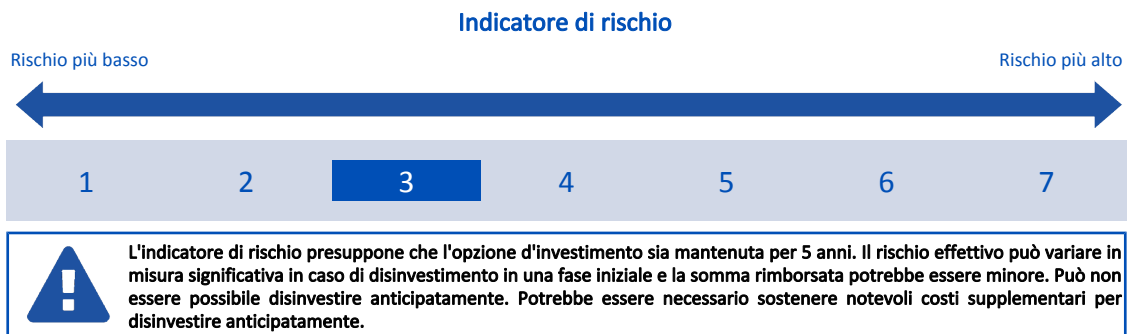 Indicatore di rischio
Rischio più basso
Rischio più alto
1 2 3 4 5 6 7
L'indicatore di rischio presuppone che l'opzione d'investimento sia mantenuta per 5 anni. Il rischio effettivo può variare in
misura significativa in caso di disinvestimento in una fase iniziale e la somma rimborsata potrebbe essere minore. Può non
essere possibile disinvestire anticipatamente. Potrebbe essere necessario sostenere notevoli costi supplementari per
disinvestire anticipatamente.